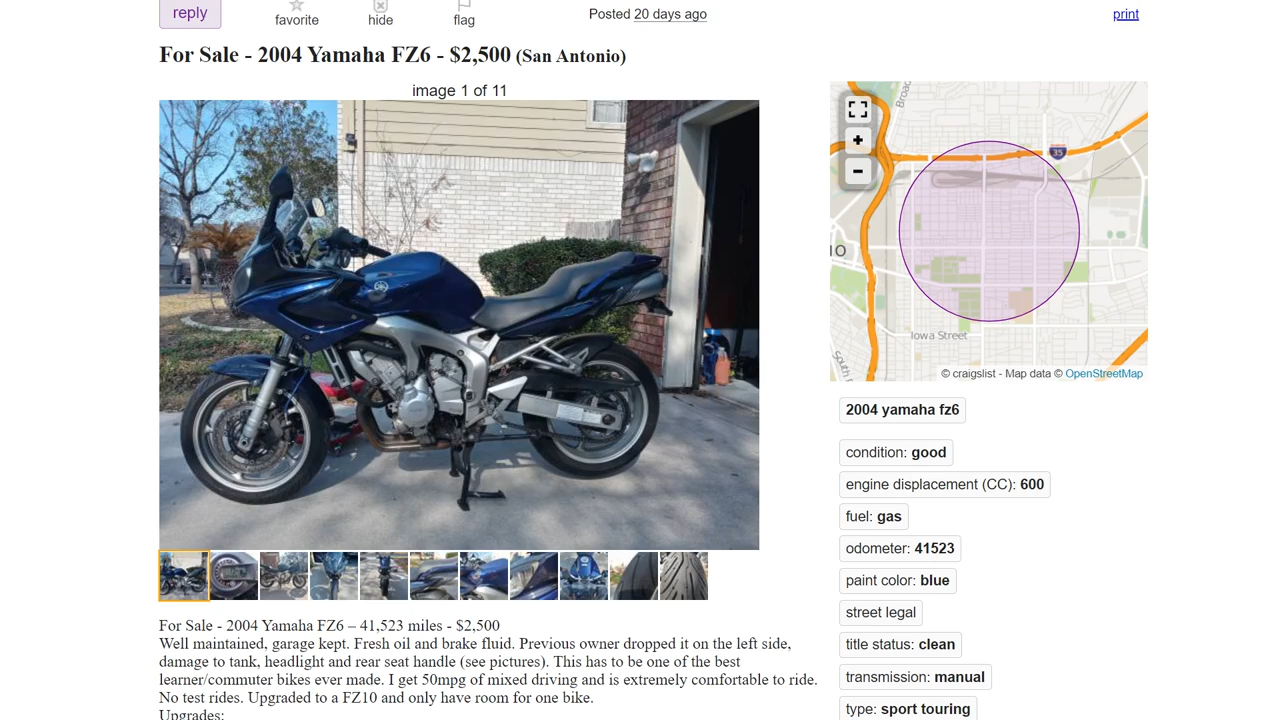 reply
favorite
hide
flag
Posted 20 days ago
print
For Sale - 2004 Yamaha FZ6 - $2,500 (San Antonio)
image 1 of 11
Broad
+
−
35
IO
Iowa Street
South
© craigslist - Map data © OpenStreetMap
2004 yamaha fz6
condition: good
engine displacement (CC): 600
fuel: gas
odometer: 41523
paint color: blue
street legal
title status: clean
transmission: manual
type: sport touring
For Sale - 2004 Yamaha FZ6 – 41,523 miles - $2,500
Well maintained, garage kept. Fresh oil and brake fluid. Previous owner dropped it on the left side,
damage to tank, headlight and rear seat handle (see pictures). This has to be one of the best
learner/commuter bikes ever made. I get 50mpg of mixed driving and is extremely comfortable to ride.
No test rides. Upgraded to a FZ10 and only have room for one bike.
Upgrades: